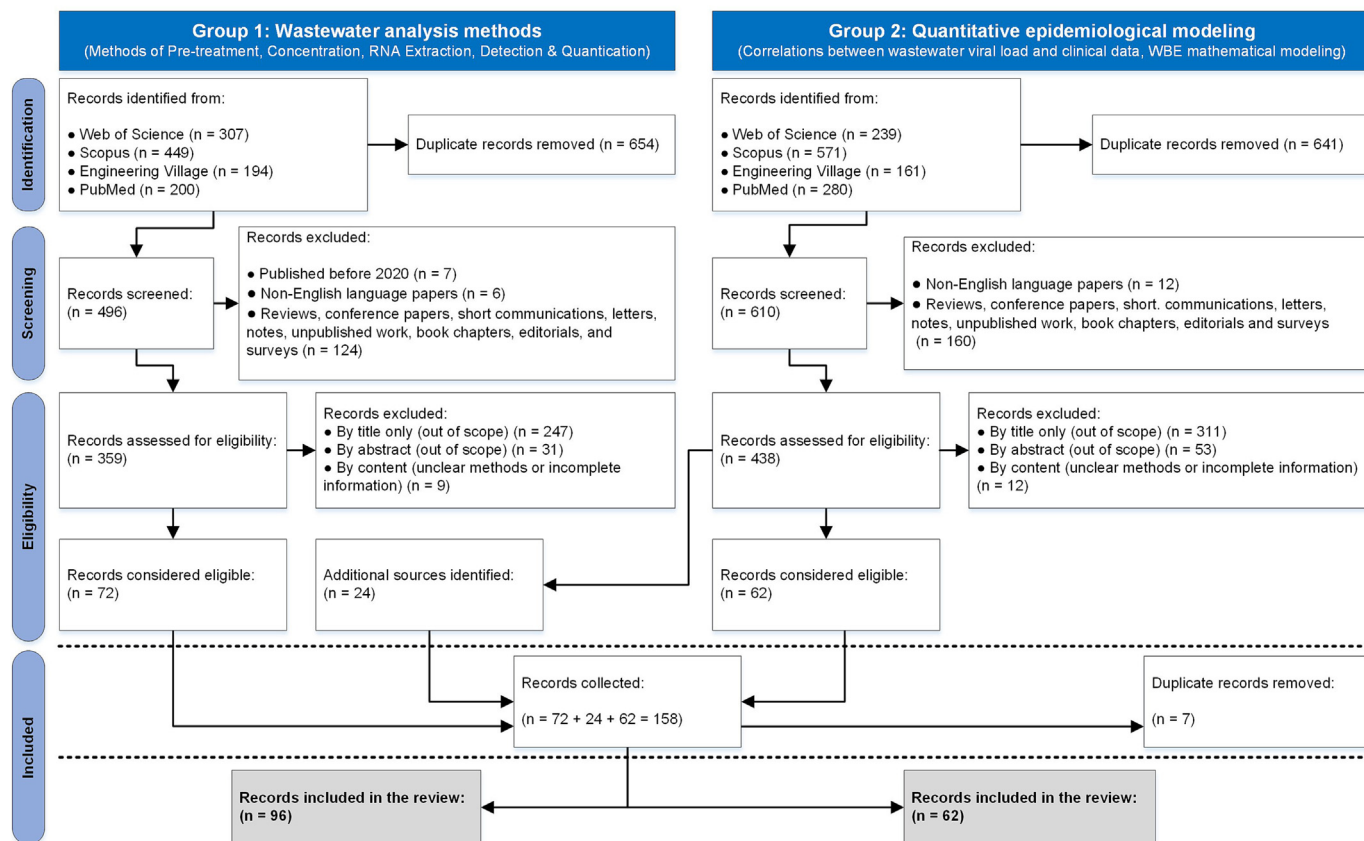 Group 1: Wastewater analysis methods
(Methods of Pre-treatment, Concentration, RNA Extraction, Detection & Quantication)
Group 2: Quantitative epidemiological modeling
(Correlations between wastewater viral load and clinical data, WBE mathematical modeling)
Identification
Records identified from:
● Web of Science (n = 307)
● Scopus (n = 449)
● Engineering Village (n = 194)
● PubMed (n = 200)
Duplicate records removed (n = 654)
Records identified from:
● Web of Science (n = 239)
● Scopus (n = 571)
● Engineering Village (n = 161)
● PubMed (n = 280)
Duplicate records removed (n = 641)
Screening
Records screened:
(n = 496)
Records excluded:
● Published before 2020 (n = 7)
● Non-English language papers (n = 6)
● Reviews, conference papers, short communications, letters,
notes, unpublished work, book chapters, editorials, and
surveys (n = 124)
Records screened:
(n = 610)
Records excluded:
● Non-English language papers (n = 12)
● Reviews, conference papers, short. communications, letters,
notes, unpublished work, book chapters, editorials and surveys
(n = 160)
Eligibility
Records assessed for eligibility:
(n = 359)
Records excluded:
● By title only (out of scope) (n = 247)
● By abstract (out of scope) (n = 31)
● By content (unclear methods or incomplete
information) (n = 9)
Records assessed for eligibility:
(n = 438)
Records excluded:
● By title only (out of scope) (n = 311)
● By abstract (out of scope) (n = 53)
● By content (unclear methods or incomplete information)
(n = 12)
Records considered eligible:
(n = 72)
Additional sources identified:
(n = 24)
Records considered eligible:
(n = 62)
Included
Records collected:
(n = 72 + 24 + 62 = 158)
Duplicate records removed:
(n = 7)
Records included in the review:
(n = 96)
Records included in the review:
(n = 62)